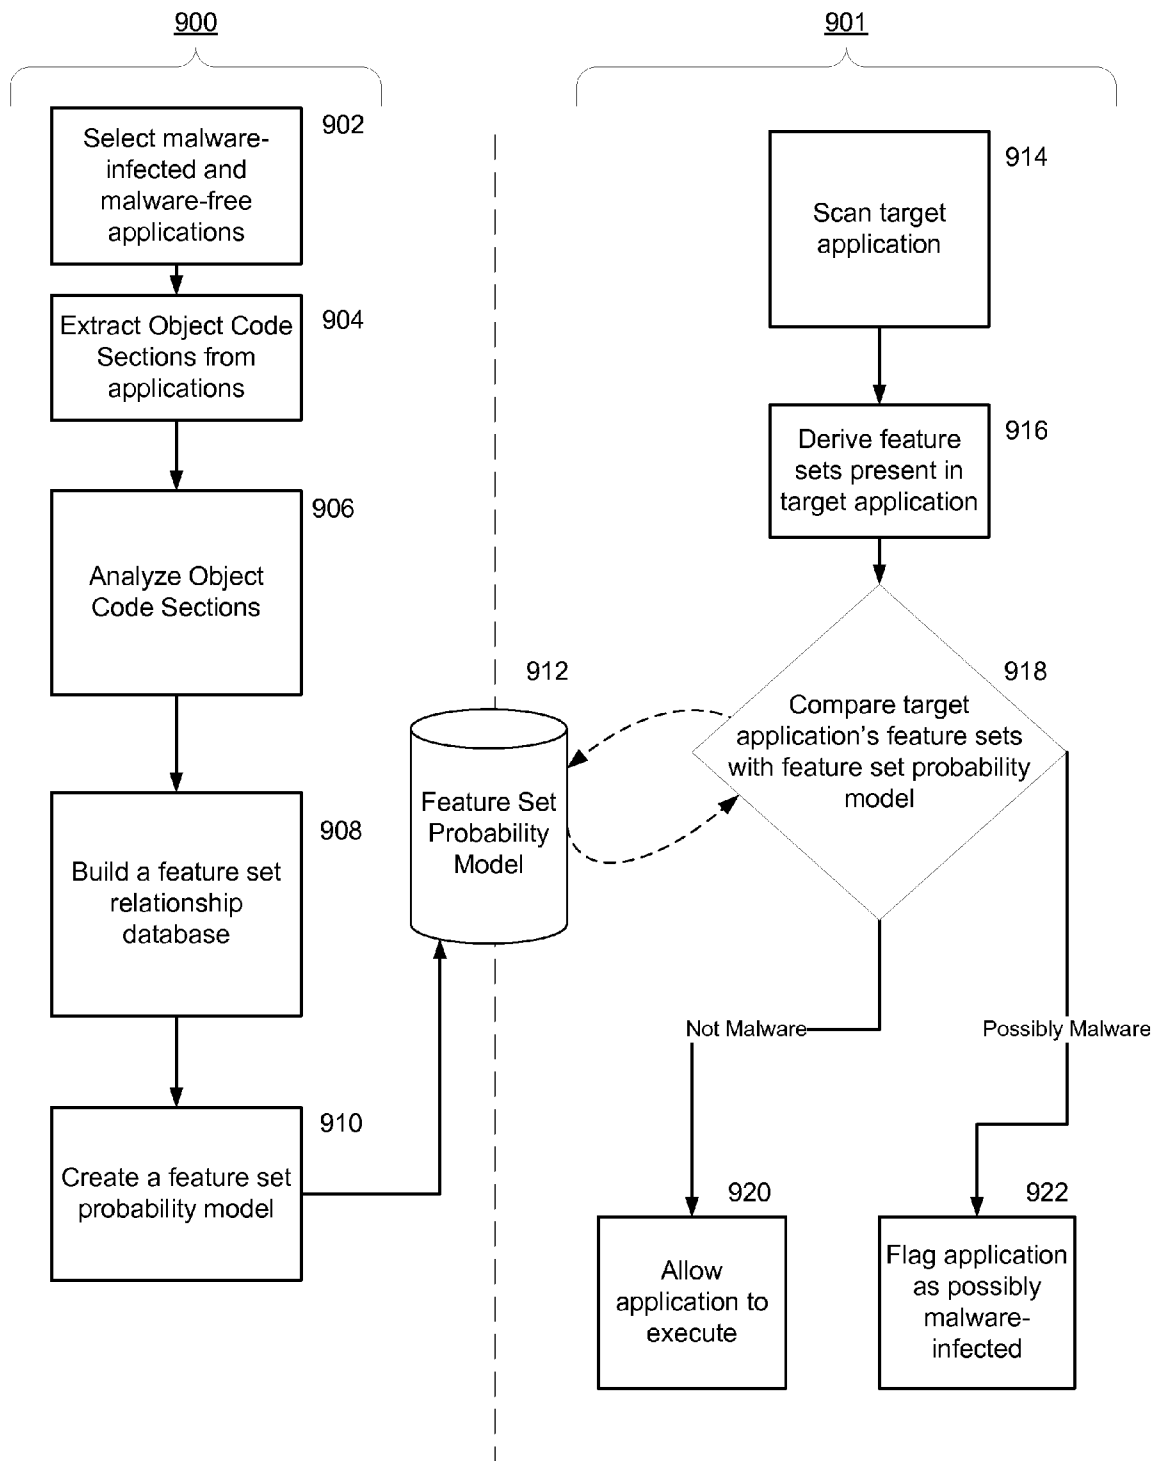 900
902
Select malware-
infected and
malware-free
applications
904
Extract Object Code
Sections from
applications
906
Analyze Object
Code Sections
908
Build a feature set
relationship
database
910
Create a feature set
probability model
912
Feature Set
Probability
Model
901
914
Scan target
application
916
Derive feature
sets present in
target application
918
Compare target
application's feature sets
with feature set probability
model
Not Malware
Possibly Malware
920
Allow
application to
execute
922
Flag application
as possibly
malware-
infected